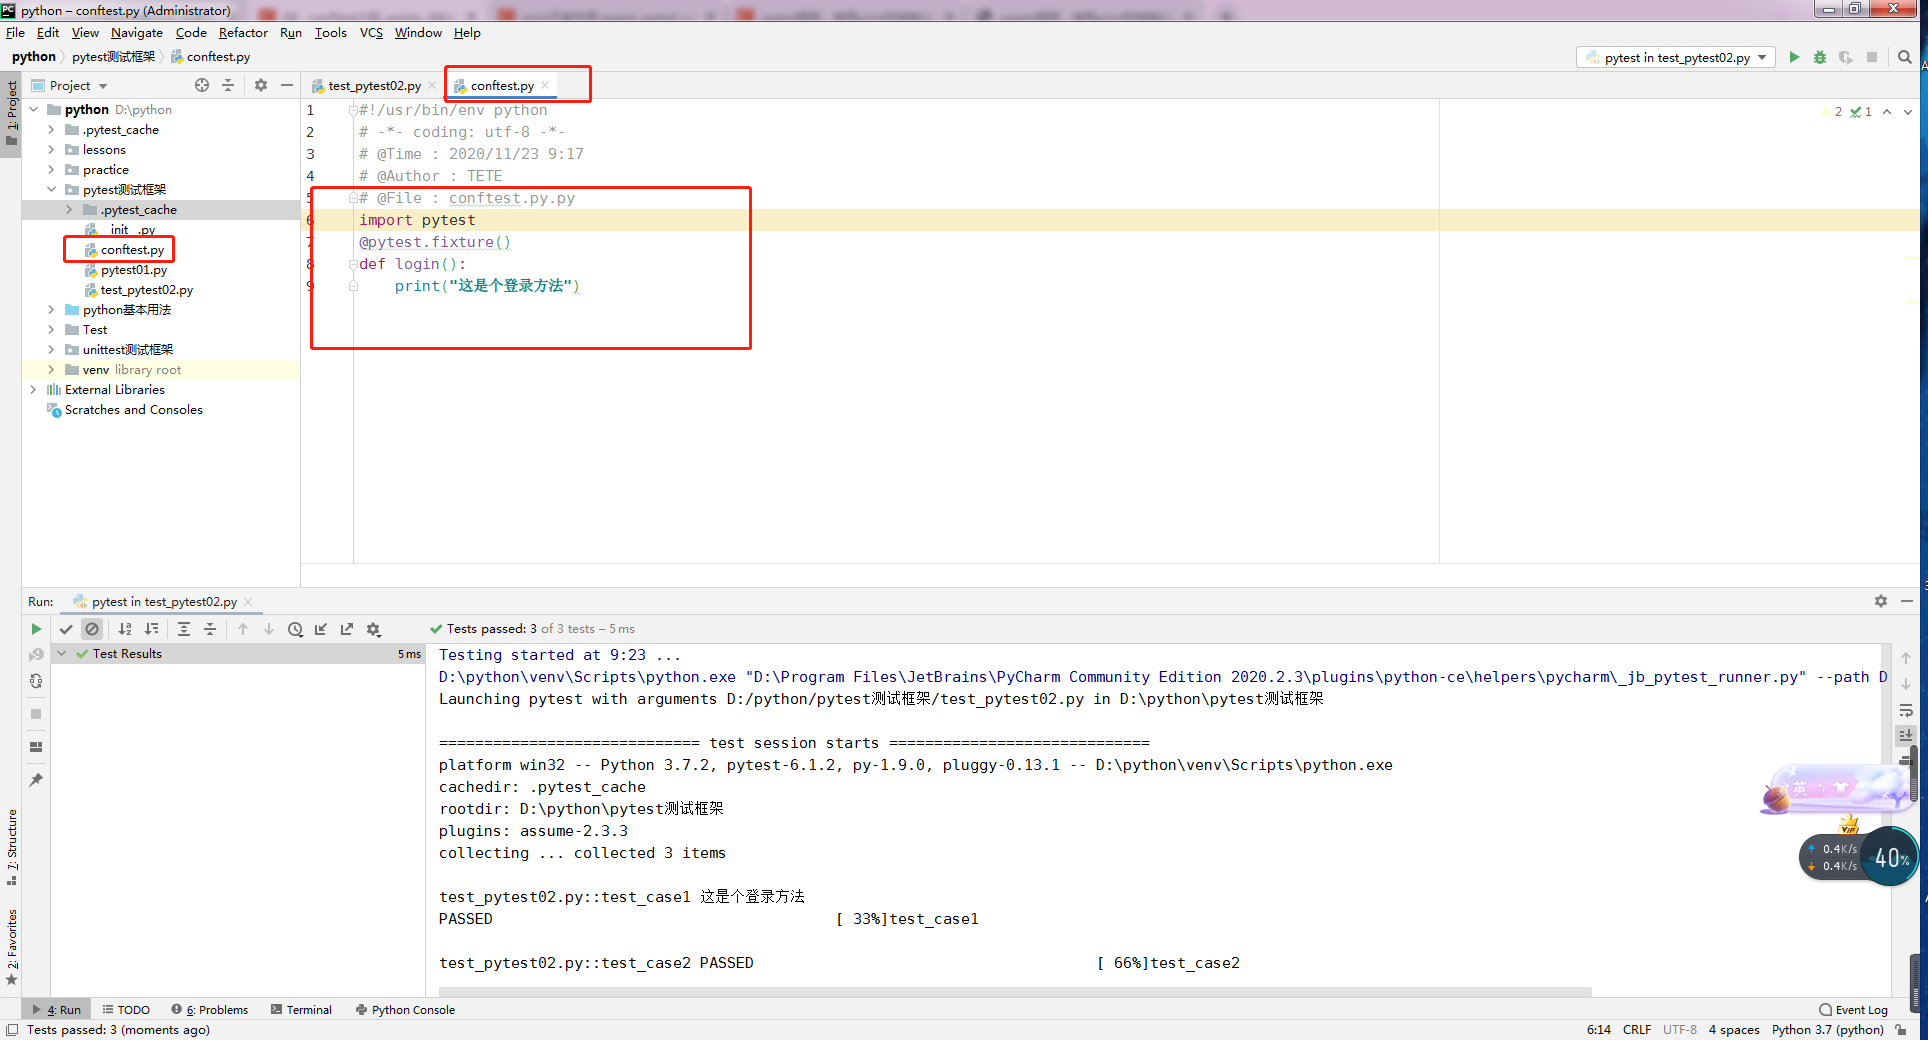 python – conftest.py (Administrator)
File Edit View Navigate Code Refactor Run Tools VCS Window Help
python pytest测试框架 conftest.py
pytest in test_pytest02.py
1: Project
Project
test_pytest02.py
conftest.py
python D:\python
.pytest_cache
lessons
practice
pytest测试框架
.pytest_cache
__init__.py
conftest.py
pytest01.py
test_pytest02.py
python基本用法
Test
unittest测试框架
venv library root
External Libraries
Scratches and Consoles
1 #!/usr/bin/env python
2 # -*- coding: utf-8 -*-
3 # @Time : 2020/11/23 9:17
4 # @Author : TETE
5 # @File : conftest.py.py
6 import pytest
7 @pytest.fixture()
8 def login():
9 print("这是个登录方法")
2 1
Run: pytest in test_pytest02.py
Tests passed: 3 of 3 tests – 5 ms
Test Results 5 ms
Testing started at 9:23 ...
D:\python\venv\Scripts\python.exe "D:\Program Files\JetBrains\PyCharm Community Edition 2020.2.3\plugins\python-ce\helpers\pycharm\_jb_pytest_runner.py" --path D
Launching pytest with arguments D:/python/pytest测试框架/test_pytest02.py in D:\python\pytest测试框架
============================= test session starts =============================
platform win32 -- Python 3.7.2, pytest-6.1.2, py-1.9.0, pluggy-0.13.1 -- D:\python\venv\Scripts\python.exe
cachedir: .pytest_cache
rootdir: D:\python\pytest测试框架
plugins: assume-2.3.3
collecting ... collected 3 items
test_pytest02.py::test_case1 这是个登录方法
PASSED [ 33%]test_case1
test_pytest02.py::test_case2 PASSED [ 66%]test_case2
英
VIP
0.4K/s
0.4K/s
40%
7: Structure
2: Favorites
4: Run TODO 6: Problems Terminal Python Console
Event Log
Tests passed: 3 (moments ago)
6:14 CRLF UTF-8 4 spaces Python 3.7 (python)